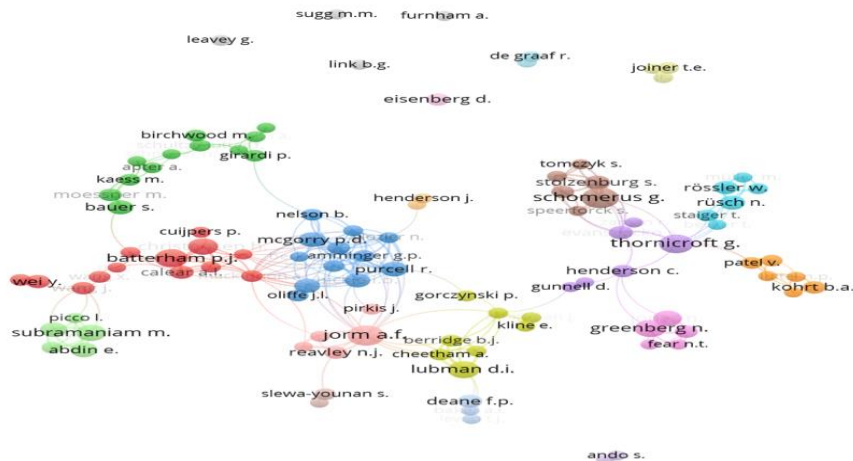 sugg m.m.
furnham a.
leavey g.
link b.g.
de graaf r.
joiner t.e.
eisenberg d.
birchwood m.
girardi p.
apter a.
kaess m.
moessner m.
bauer s.
tomczyk s.
stolzenburg s.
schomerus g.
speerforck s.
rössler w.
rüsch n.
staiger t.
henderson j.
nelson b.
cuijpers p.
mcgorry p.d.
thornicroft g.
batterham p.j.
amminger g.p.
purcell r.
calear a.l.
henderson c.
patel v.
wei y.
oliffe j.l.
gunnell d.
kohrt b.a.
gorczynski p.
pirkis j.
picco l.
subramaniam m.
jorm a.f.
kline e.
greenberg n.
abdin e.
reavley n.j.
berridge b.j.
cheetham a.
fear n.t.
lubman d.i.
slewa-younan s.
deane f.p.
ando s.